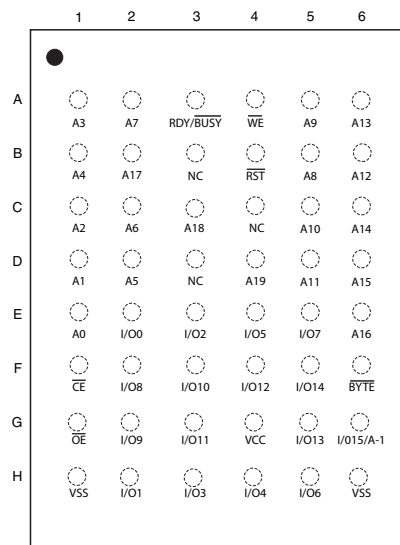 1 2 3 4 5 6
A
A3 A7 RDY/BUSY WE A9 A13
B
A4 A17 NC RST A8 A12
C
A2 A6 A18 NC A10 A14
D
A1 A5 NC A19 A11 A15
E
A0 I/O0 I/O2 I/O5 I/O7 A16
F
CE I/O8 I/O10 I/O12 I/O14 BYTE
G
OE I/O9 I/O11 VCC I/O13 I/015/A-1
H
VSS I/O1 I/O3 I/O4 I/O6 VSS